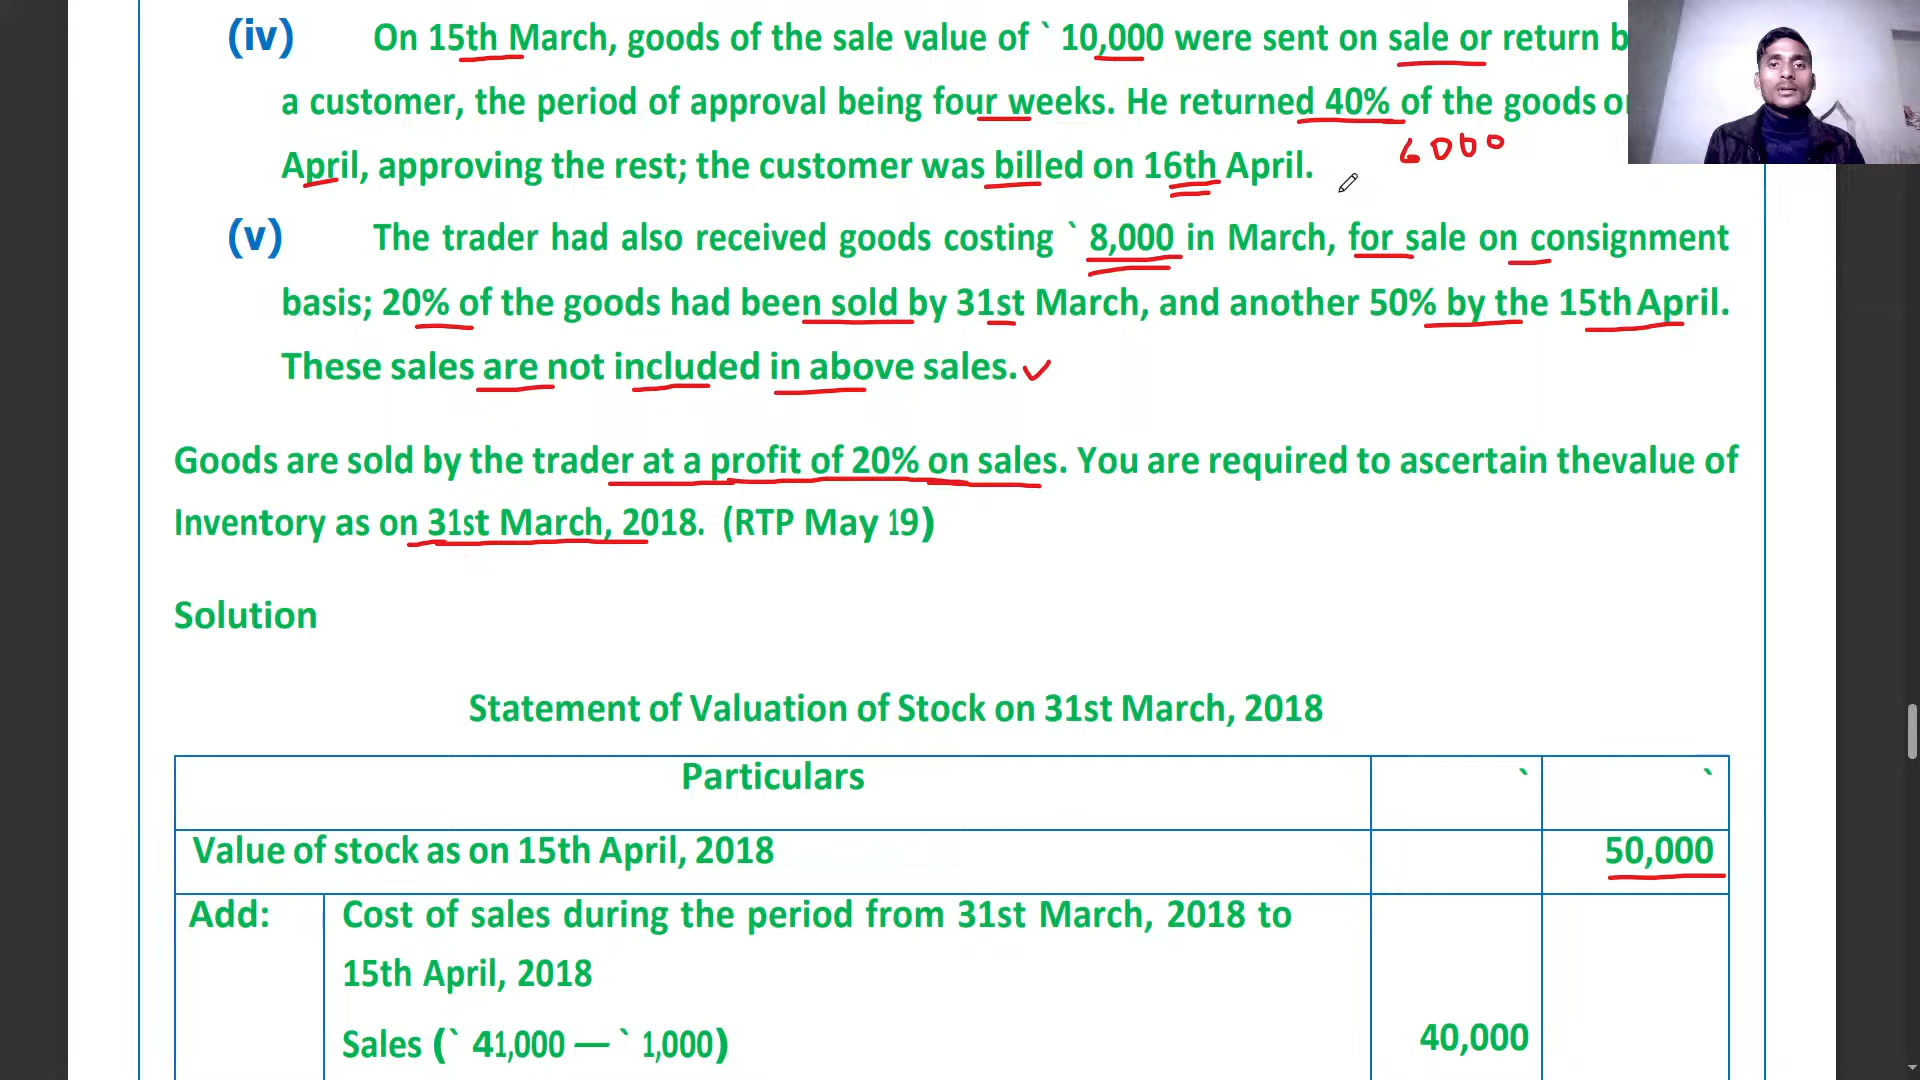 (iv) On 15th March, goods of the sale value of ` 10,000 were sent on sale or return
a customer, the period of approval being four weeks. He returned 40% of the goods
April, approving the rest; the customer was billed on 16th April.
6000
(v) The trader had also received goods costing ` 8,000 in March, for sale on consignment
basis; 20% of the goods had been sold by 31st March, and another 50% by the 15th April.
These sales are not included in above sales.
Goods are sold by the trader at a profit of 20% on sales. You are required to ascertain thevalue of
Inventory as on 31st March, 2018. (RTP May 19)
Solution
Statement of Valuation of Stock on 31st March, 2018
Particulars ` `
Value of stock as on 15th April, 2018 50,000
Add: Cost of sales during the period from 31st March, 2018 to
15th April, 2018
Sales (` 41,000 — ` 1,000) 40,000